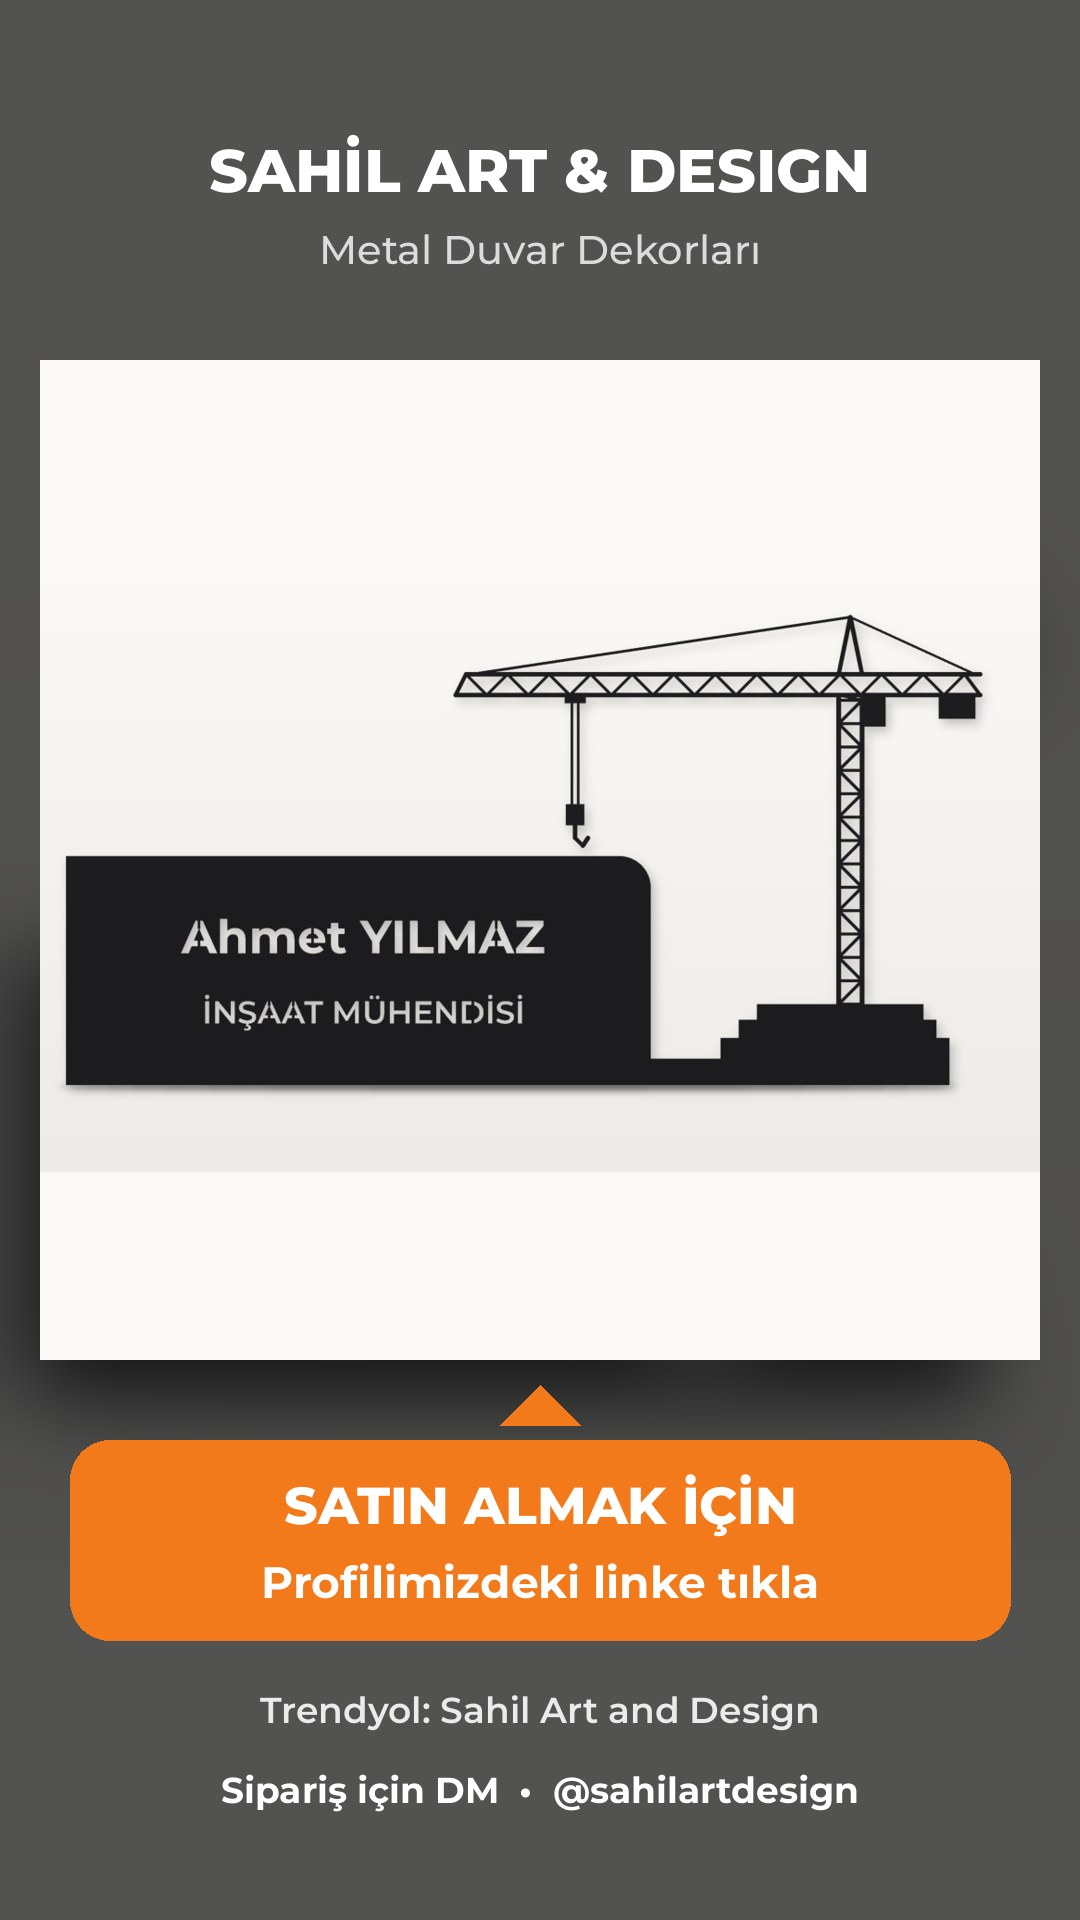 SAHİL ART & DESIGN
Metal Duvar Dekorları
Ahmet YILMAZ
İNŞAAT MÜHENDİSİ
SATIN ALMAK İÇİN
Profilimizdeki linke tıkla
Trendyol: Sahil Art and Design
Sipariş için DM • @sahilartdesign